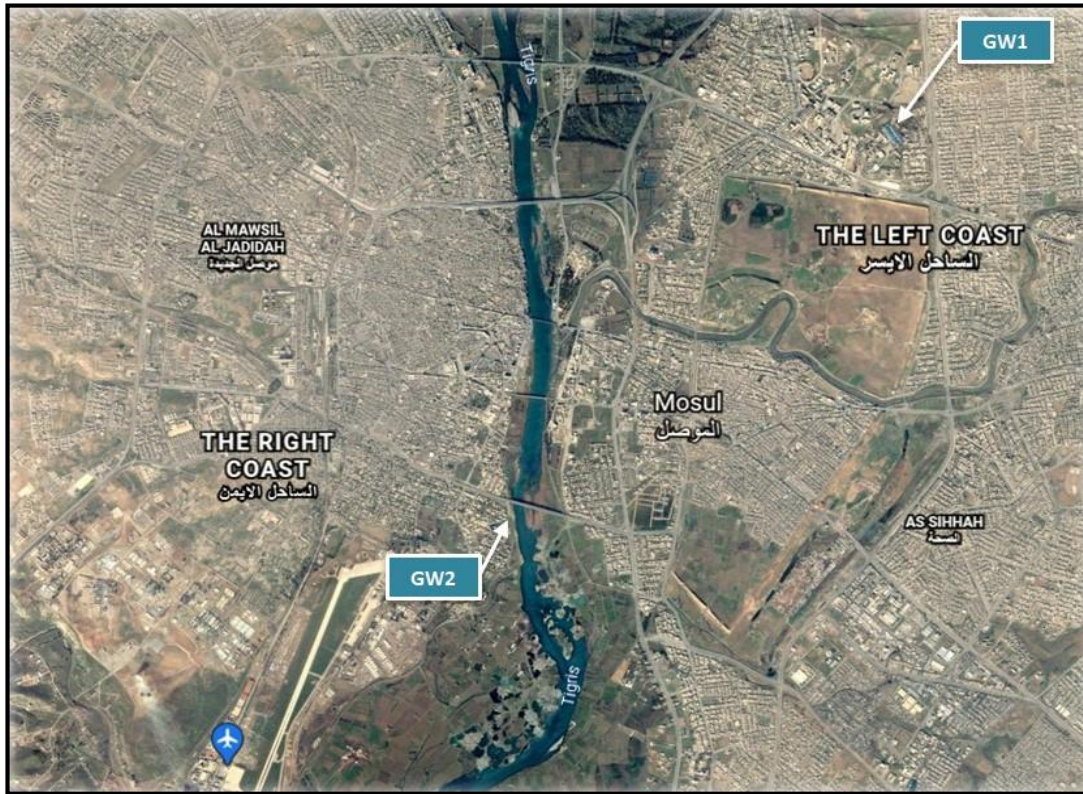 GW1
Tigris
AL MAWSIL
AL JADIDAH
موصل الجديدة
THE LEFT COAST
الساحل الايسر
Mosul
الموصل
THE RIGHT
COAST
الساحل الايمن
AS SIHHAH
الصحة
GW2
Tigris